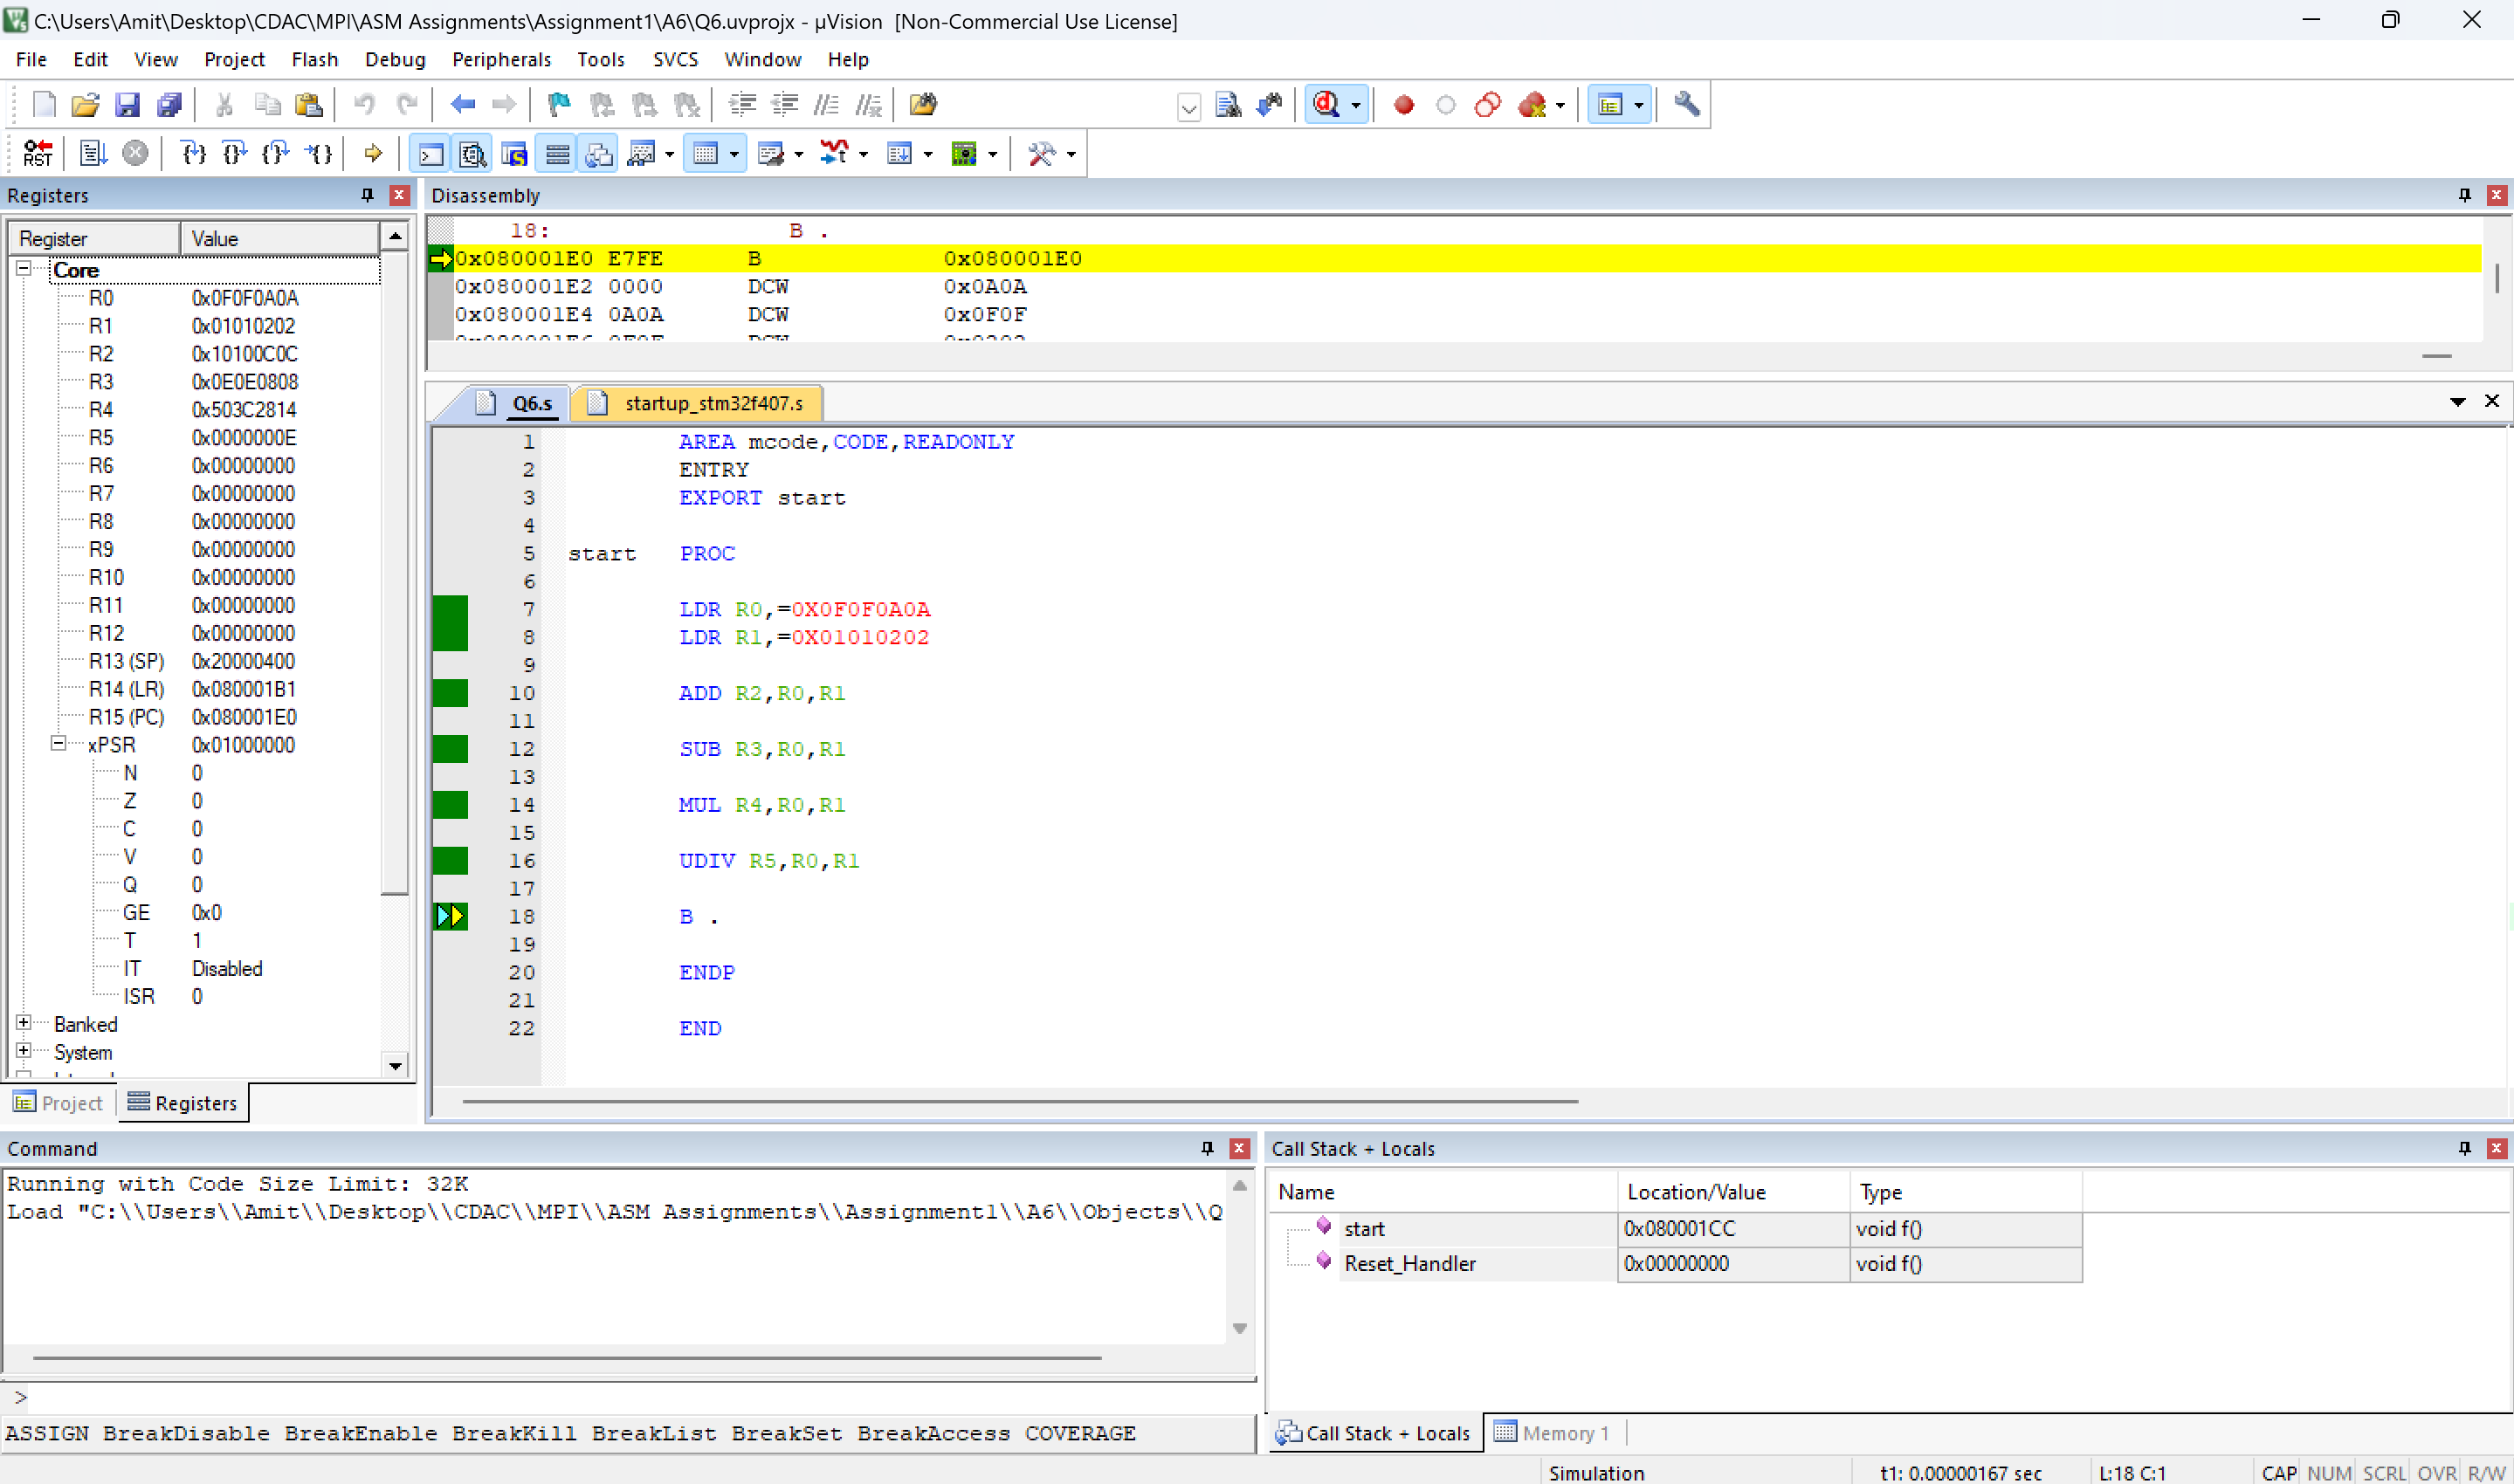 C:\Users\Amit\Desktop\CDAC\MPI\ASM Assignments\Assignment1\A6\Q6.uvprojx - µVision  [Non-Commercial Use License]
File Edit View Project Flash Debug Peripherals Tools SVCS Window Help
RST
Registers
Register Value
Core
R0 0x0F0F0A0A
R1 0x01010202
R2 0x10100C0C
R3 0x0E0E0808
R4 0x503C2814
R5 0x0000000E
R6 0x00000000
R7 0x00000000
R8 0x00000000
R9 0x00000000
R10 0x00000000
R11 0x00000000
R12 0x00000000
R13 (SP) 0x20000400
R14 (LR) 0x080001B1
R15 (PC) 0x080001E0
xPSR 0x01000000
N 0
Z 0
C 0
V 0
Q 0
GE 0x0
T 1
IT Disabled
ISR 0
Banked
System
Project Registers
Disassembly
18: B .
0x080001E0 E7FE B 0x080001E0
0x080001E2 0000 DCW 0x0A0A
0x080001E4 0A0A DCW 0x0F0F
Q6.s startup_stm32f407.s
1 AREA mcode,CODE,READONLY
2 ENTRY
3 EXPORT start
4
5 start PROC
6
7 LDR R0,=0X0F0F0A0A
8 LDR R1,=0X01010202
9
10 ADD R2,R0,R1
11
12 SUB R3,R0,R1
13
14 MUL R4,R0,R1
15
16 UDIV R5,R0,R1
17
18 B .
19
20 ENDP
21
22 END
Command
Running with Code Size Limit: 32K
Load "C:\\Users\\Amit\\Desktop\\CDAC\\MPI\\ASM Assignments\\Assignment1\\A6\\Objects\\Q
>
ASSIGN BreakDisable BreakEnable BreakKill BreakList BreakSet BreakAccess COVERAGE
Call Stack + Locals
Name Location/Value Type
start 0x080001CC void f()
Reset_Handler 0x00000000 void f()
Call Stack + Locals Memory 1
Simulation t1: 0.00000167 sec L:18 C:1 CAP NUM SCRL OVR R/W